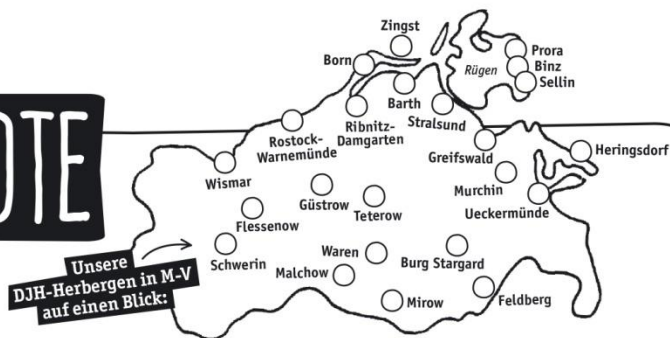 OTE
Zingst
Born
Prora
Binz
Sellin
Rügen
Barth
Stralsund
Ribnitz-
Damgarten
Rostock-
Warnemünde
Greifswald
Heringsdorf
Wismar
Murchin
Ueckermünde
Güstrow
Teterow
Flessenow
Schwerin
Waren
Malchow
Burg Stargard
Mirow
Feldberg
Unsere
DJH-Herbergen in M-V
auf einen Blick: